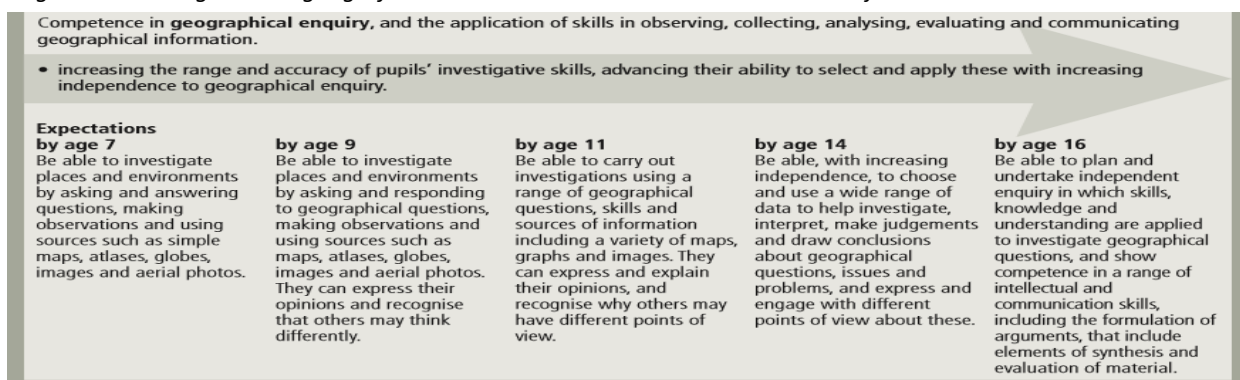 Competence in geographical enquiry, and the application of skills in observing, collecting, analysing, evaluating and communicating
geographical information.
• increasing the range and accuracy of pupils’ investigative skills, advancing their ability to select and apply these with increasing
independence to geographical enquiry.
Expectations
by age 7
Be able to investigate
places and environments
by asking and answering
questions, making
observations and using
sources such as simple
maps, atlases, globes,
images and aerial photos.
by age 9
Be able to investigate
places and environments
by asking and responding
to geographical questions,
making observations and
using sources such as
maps, atlases, globes,
images and aerial photos.
They can express their
opinions and recognise
that others may think
differently.
by age 11
Be able to carry out
investigations using a
range of geographical
questions, skills and
sources of information
including a variety of maps,
graphs and images. They
can express and explain
their opinions, and
recognise why others may
have different points of
view.
by age 14
Be able, with increasing
independence, to choose
and use a wide range of
data to help investigate,
interpret, make judgements
and draw conclusions
about geographical
questions, issues and
problems, and express and
engage with different
points of view about these.
by age 16
Be able to plan and
undertake independent
enquiry in which skills,
knowledge and
understanding are applied
to investigate geographical
questions, and show
competence in a range of
intellectual and
communication skills,
including the formulation of
arguments, that include
elements of synthesis and
evaluation of material.